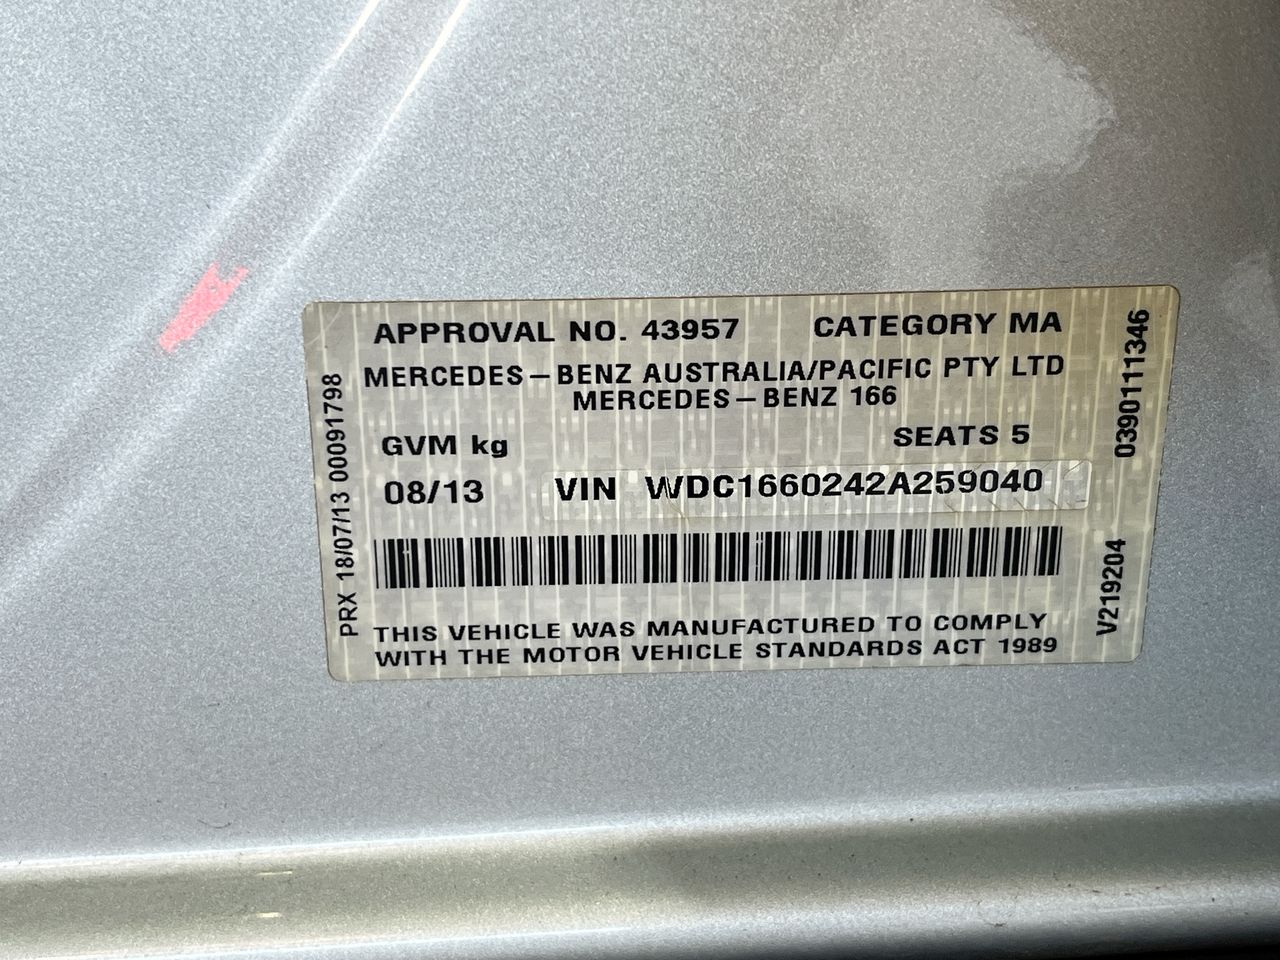 APPROVAL NO. 43957 CATEGORY MA
MERCEDES-BENZ AUSTRALIA/PACIFIC PTY LTD
MERCEDES-BENZ 166
GVM kg SEATS 5
08/13 VIN WDC1660242A259040
THIS VEHICLE WAS MANUFACTURED TO COMPLY
WITH THE MOTOR VEHICLE STANDARDS ACT 1989
PRX 18/07/13 00091798
0390111346
V219204